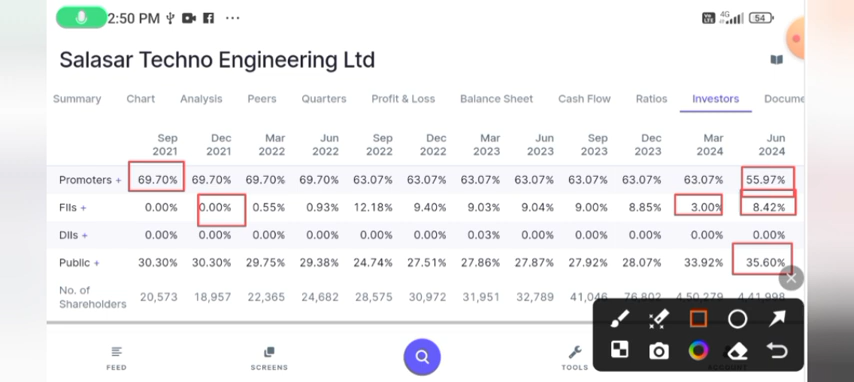 2:50 PM ...
Vo LTE 4G 54
Salasar Techno Engineering Ltd
Summary Chart Analysis Peers Quarters Profit & Loss Balance Sheet Cash Flow Ratios Investors Docume
Sep 2021 Dec 2021 Mar 2022 Jun 2022 Sep 2022 Dec 2022 Mar 2023 Jun 2023 Sep 2023 Dec 2023 Mar 2024 Jun 2024
Promoters + 69.70% 69.70% 69.70% 69.70% 63.07% 63.07% 63.07% 63.07% 63.07% 63.07% 63.07% 55.97%
FIIs + 0.00% 0.00% 0.55% 0.93% 12.18% 9.40% 9.03% 9.04% 9.00% 8.85% 3.00% 8.42%
DIIs + 0.00% 0.00% 0.00% 0.00% 0.00% 0.00% 0.03% 0.00% 0.00% 0.00% 0.00% 0.00%
Public + 30.30% 30.30% 29.75% 29.38% 24.74% 27.51% 27.86% 27.87% 27.92% 28.07% 33.92% 35.60%
No. of Shareholders 20,573 18,957 22,365 24,682 28,575 30,972 31,951 32,789 41,046 76,802 4,50,279 4,41,998
FEED SCREENS TOOLS